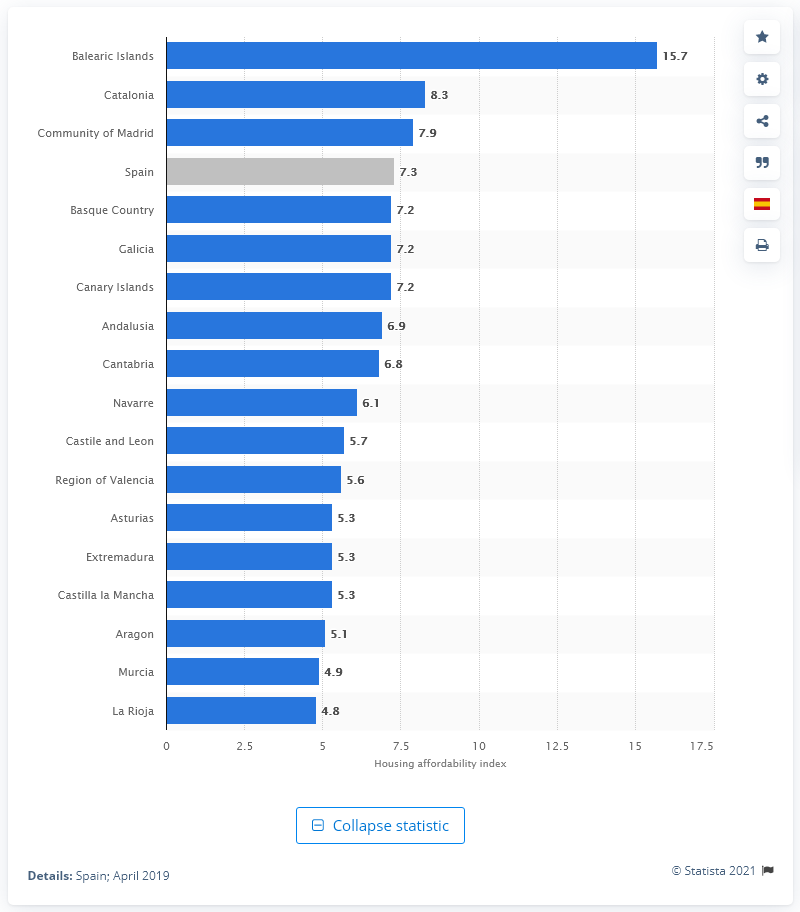 Balearic Islands 15.7
Catalonia 8.3
Community of Madrid 7.9
Spain 7.3
Basque Country 7.2
Galicia 7.2
Canary Islands 7.2
Andalusia 6.9
Cantabria 6.8
Navarre 6.1
Castile and Leon 5.7
Region of Valencia 5.6
Asturias 5.3
Extremadura 5.3
Castilla la Mancha 5.3
Aragon 5.1
Murcia 4.9
La Rioja 4.8
0 2.5 5 7.5 10 12.5 15 17.5
Housing affordability index
Collapse statistic
Details: Spain; April 2019
© Statista 2021